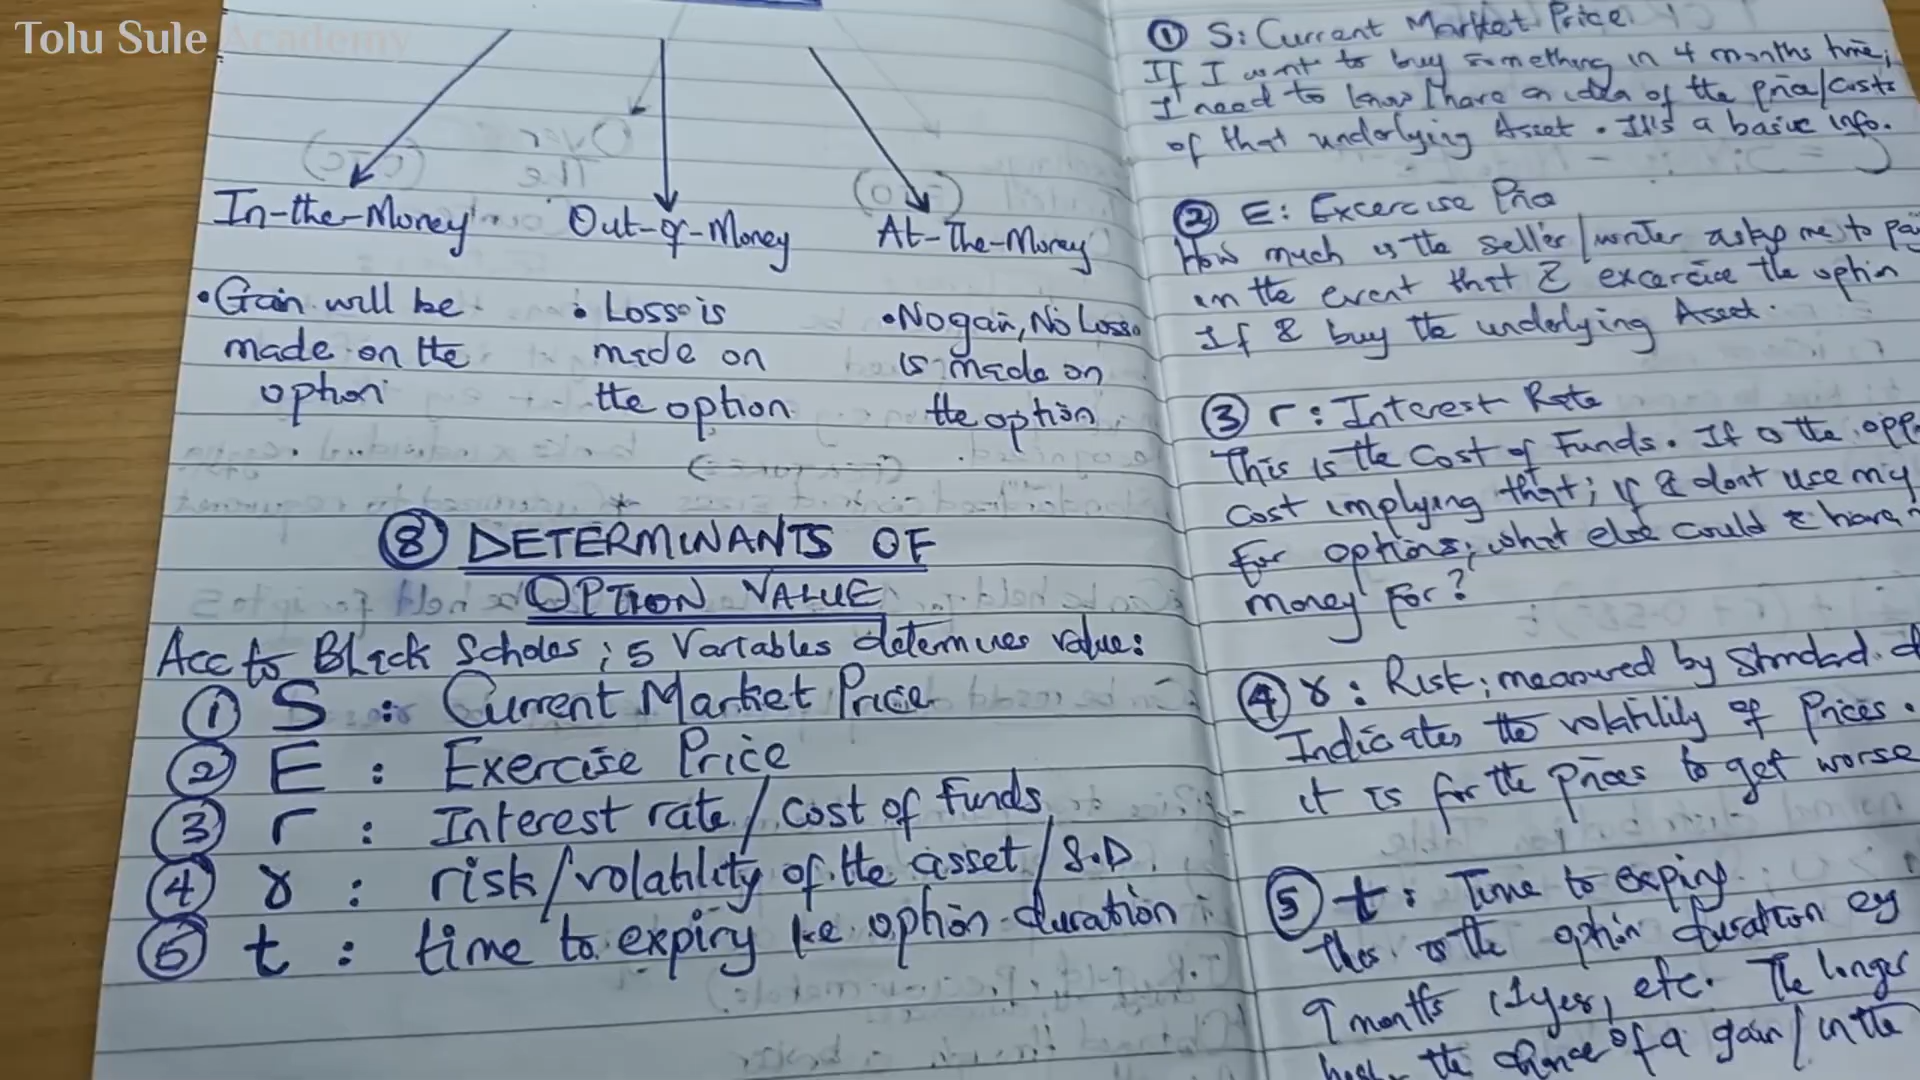 Tolu Sule Academy
In-the-Money
Out-of-Money
At-The-Money
• Gain will be
made on the
option
• Loss is
made on
the option
• No gain, No Loss
is made on
the option
⑧ DETERMINANTS OF
OPTION VALUE
Acc to Black Scholes; 5 Variables determines value:
① S : Current Market Price
② E : Exercise Price
③ r : Interest rate / cost of funds
④ ४ : risk/volatility of the asset / S.D.
⑤ t : time to expiry ie option duration
① S: Current Market Price
If I want to buy something in 4 months time;
I need to know/have an idea of the price/costs
of that underlying Asset. It's a basic info.
② E: Excercise Price
How much is the seller/writer asking me to pay
in the event that I excercise the option
If I buy the underlying Asset.
③ r: Interest Rate
This is the Cost of Funds. If is the opp
cost implying that; if I dont use my
for options; what else could I have
money for?
④ ४: Risk; measured by Standard
Indicates the volatility of Prices.
it is for the prices to get worse
⑤ t: Time to expiry
This is the option duration eg
9 months, 1yer, etc. The longer
the chance of a gain/in the